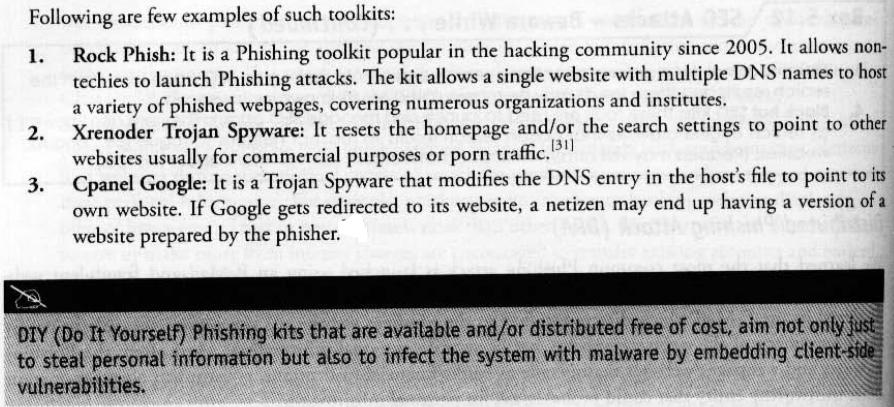 Following are few examples of such toolkits:
1. Rock Phish: It is a Phishing toolkit popular in the hacking community since 2005. It allows non-
techies to launch Phishing attacks. The kit allows a single website with multiple DNS names to host
a variety of phished webpages, covering numerous organizations and institutes.
2. Xrenoder Trojan Spyware: It resets the homepage and/or the search settings to point to other
websites usually for commercial purposes or porn traffic.[31]
3. Cpanel Google: It is a Trojan Spyware that modifies the DNS entry in the host's file to point to its
own website. If Google gets redirected to its website, a netizen may end up having a version of a
website prepared by the phisher.
DIY (Do It Yourself) Phishing kits that are available and/or distributed free of cost, aim not only just
to steal personal information but also to infect the system with malware by embedding client-side
vulnerabilities.